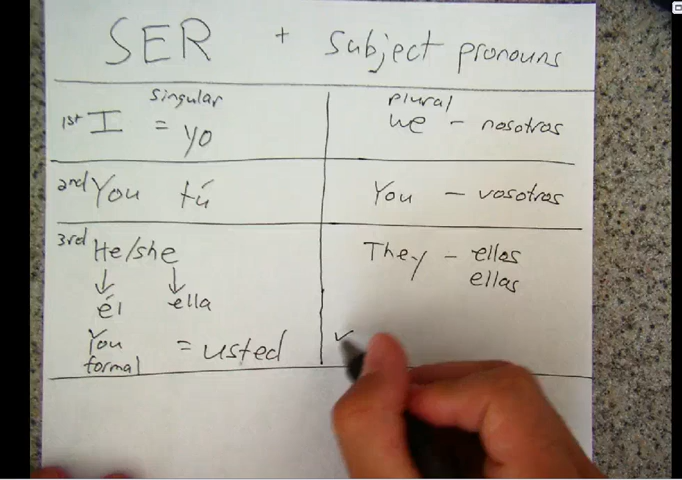 SER + subject pronouns
singular
plural
1st I = yo
we - nosotros
2nd You tú
You - vosotros
3rd He/she
They - ellos
ellas
él ella
You
formal = usted